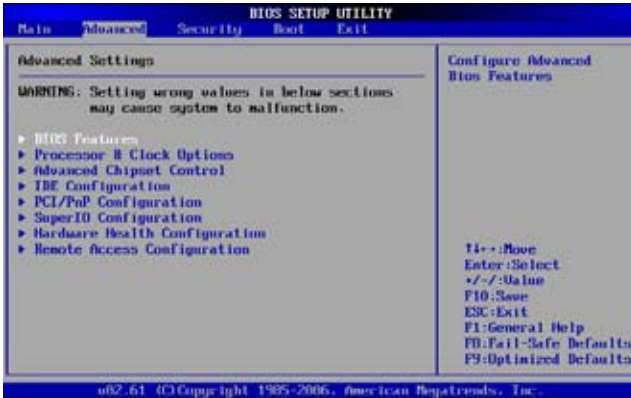 BIOS SETUP UTILITY
Main Advanced Security Boot Exit
Advanced Settings
WARNING: Setting wrong values in below sections
may cause system to malfunction.
▶ BIOS Features
▶ Processor & Clock Options
▶ Advanced Chipset Control
▶ IDE Configuration
▶ PCI/PnP Configuration
▶ SuperIO Configuration
▶ Hardware Health Configuration
▶ Remote Access Configuration
Configure Advanced
Bios Features
↑↓←→:Move
Enter:Select
+/-/:Value
F10:Save
ESC:Exit
F1:General Help
F8:Fail-Safe Defaults
F9:Optimized Defaults
v02.61 (C)Copyright 1985-2006, American Megatrends, Inc.